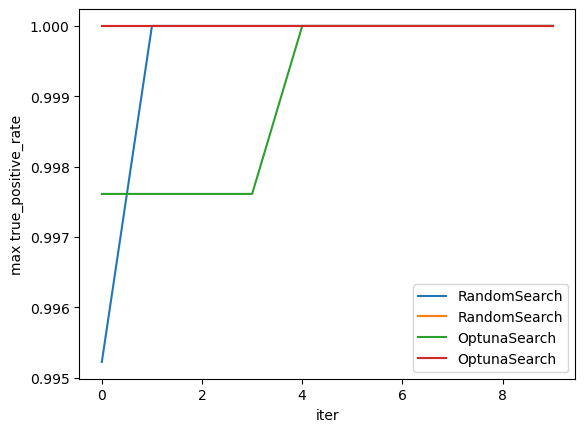 1.000
0.999
0.998
0.997
0.996
0.995
max true_positive_rate
0 2 4 6 8
iter
RandomSearch
RandomSearch
OptunaSearch
OptunaSearch